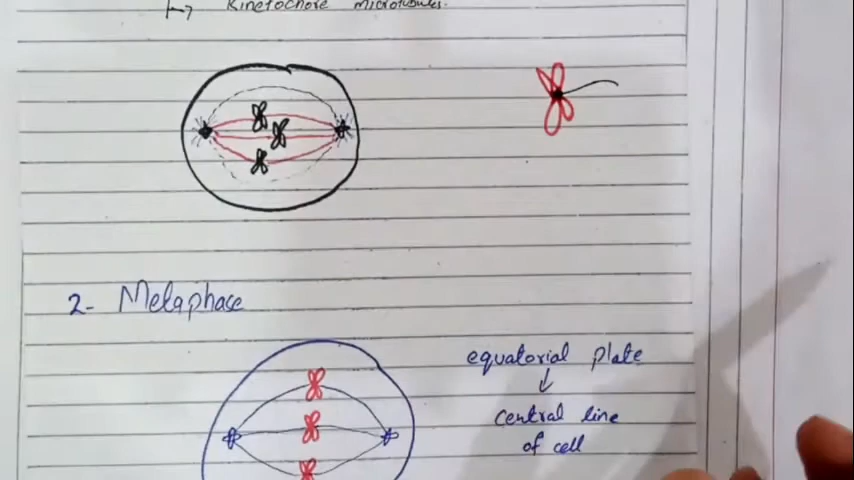 Kinetochore microtubules.
2- Metaphase
equatorial plate
central line
of cell